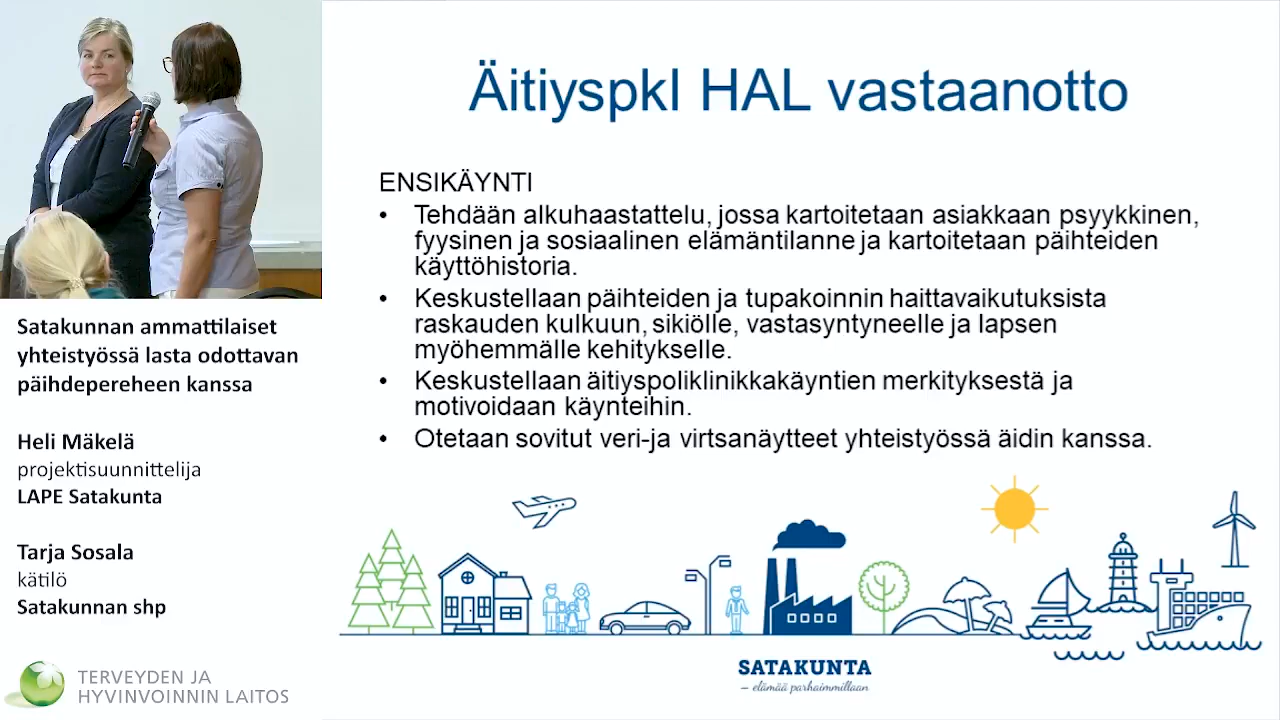 Äitiyspkl HAL vastaanotto
ENSIKÄYNTI
• Tehdään alkuhaastattelu, jossa kartoitetaan asiakkaan psyykkinen,
fyysinen ja sosiaalinen elämäntilanne ja kartoitetaan päihteiden
käyttöhistoria.
• Keskustellaan päihteiden ja tupakoinnin haittavaikutuksista
raskauden kulkuun, sikiölle, vastasyntyneelle ja lapsen
myöhemmälle kehitykselle.
• Keskustellaan äitiyspoliklinikkakäyntien merkityksestä ja
motivoidaan käynteihin.
• Otetaan sovitut veri-ja virtsanäytteet yhteistyössä äidin kanssa.
SATAKUNTA
– elämää parhaimmillaan
Satakunnan ammattilaiset
yhteistyössä lasta odottavan
päihdepereheen kanssa
Heli Mäkelä
projektisuunnittelija
LAPE Satakunta
Tarja Sosala
kätilö
Satakunnan shp
TERVEYDEN JA
HYVINVOINNIN LAITOS